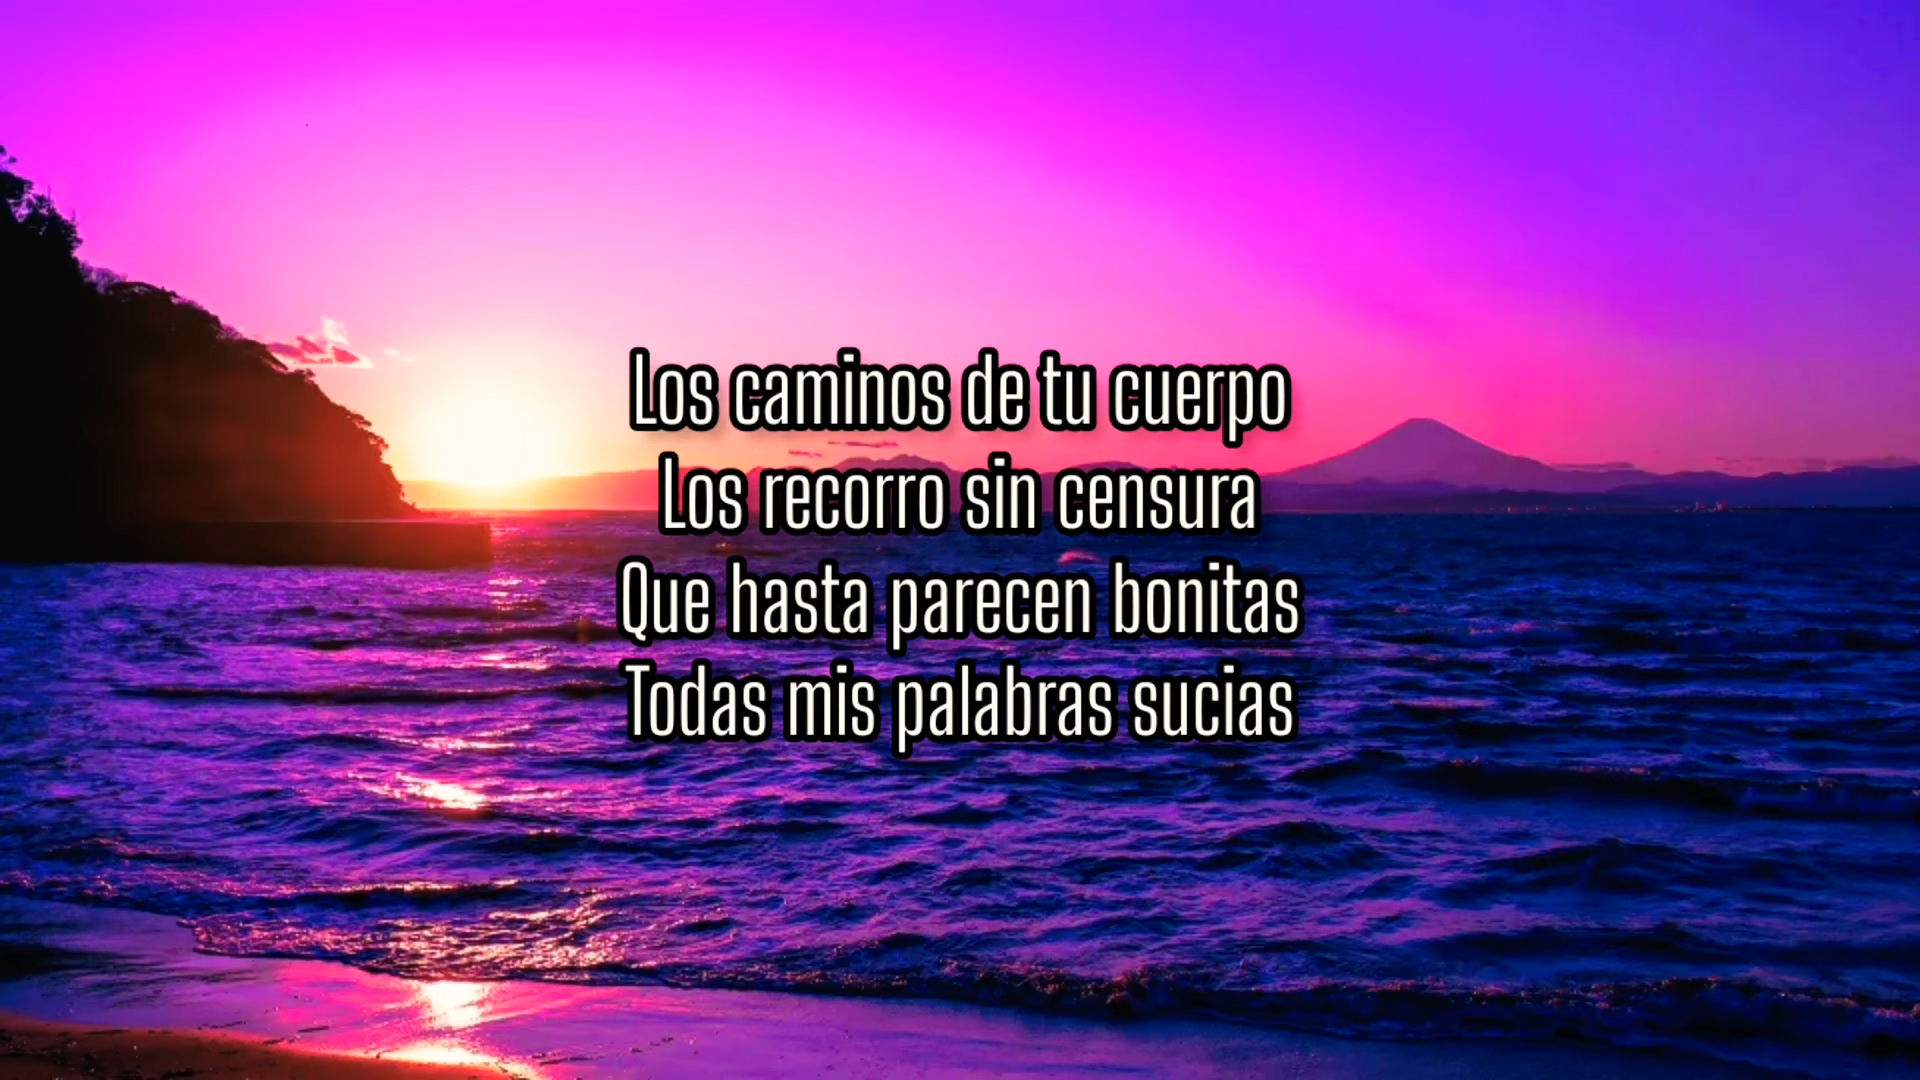 Los caminos de tu cuerpo
Los recorro sin censura
Que hasta parecen bonitas
Todas mis palabras sucias